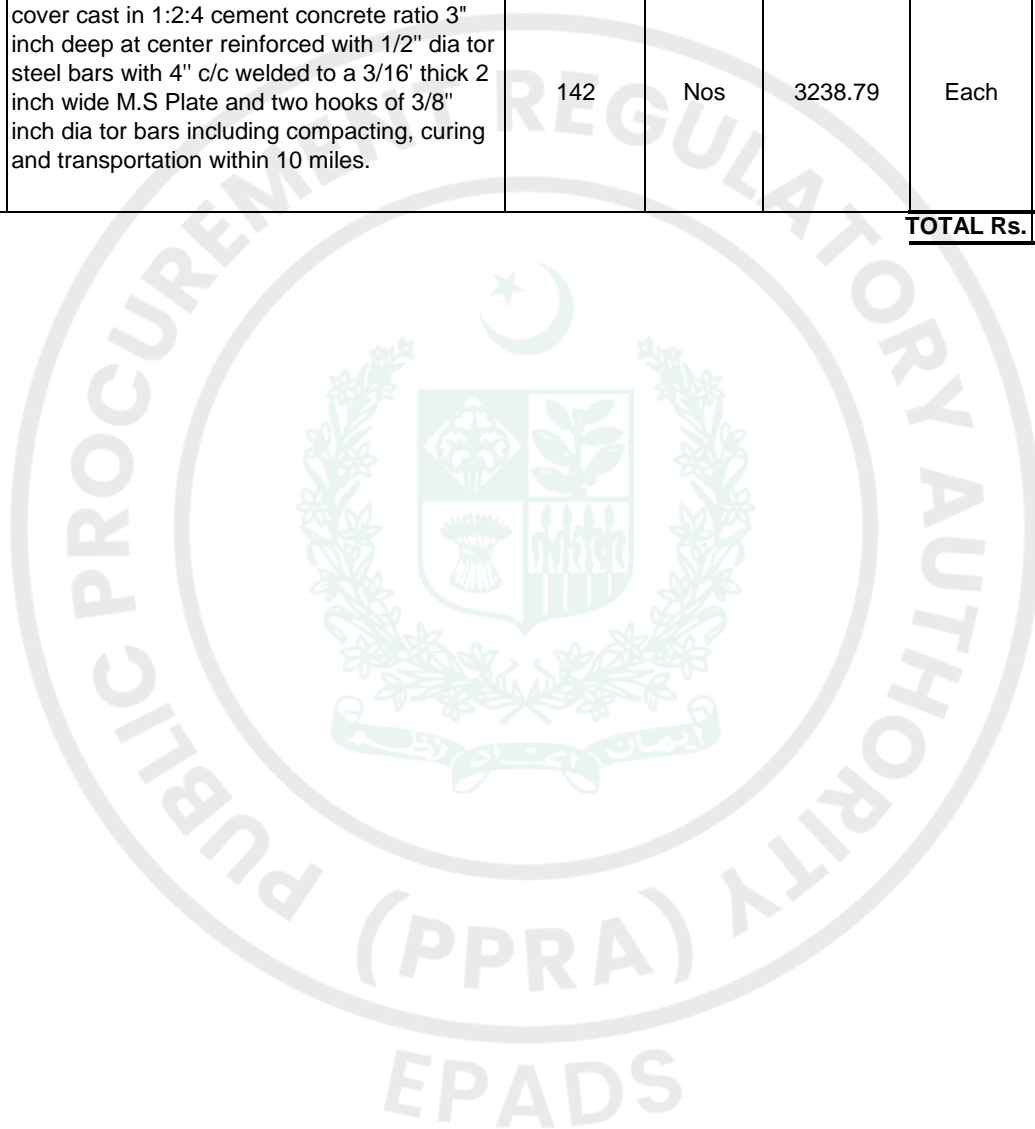 cover cast in 1:2:4 cement concrete ratio 3"
inch deep at center reinforced with 1/2" dia tor
steel bars with 4" c/c welded to a 3/16' thick 2
inch wide M.S Plate and two hooks of 3/8"
inch dia tor bars including compacting, curing
and transportation within 10 miles.
142 Nos 3238.79 Each
TOTAL Rs.
PUBLIC PROCUREMENT REGULATORY AUTHORITY
(PPRA)
EPADS